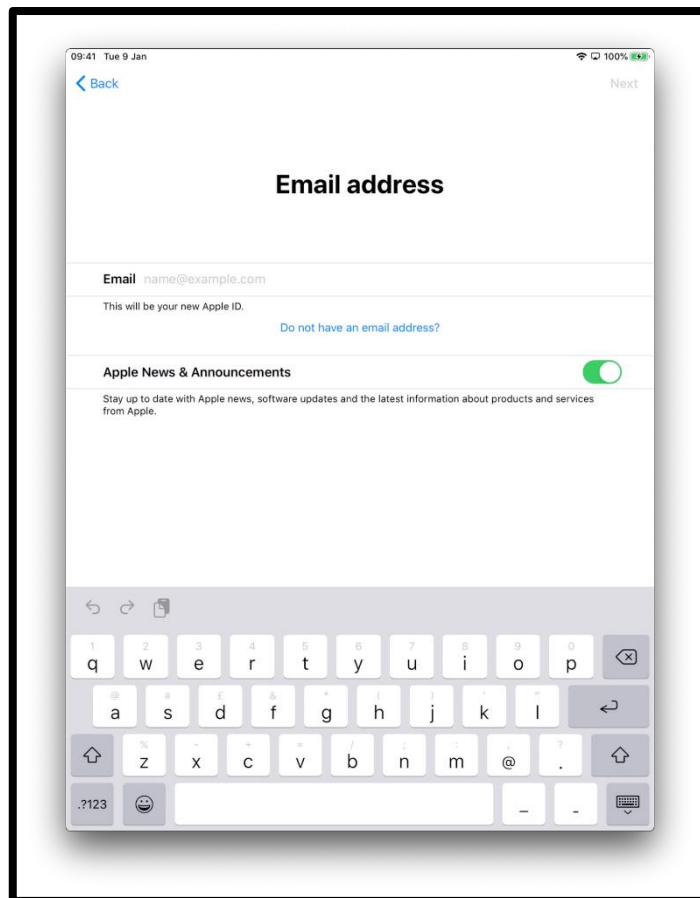 09:41 Tue 9 Jan 100%
Back Next
Email address
Email name@example.com
This will be your new Apple ID.
Do not have an email address?
Apple News & Announcements
Stay up to date with Apple news, software updates and the latest information about products and services
from Apple.
1 2 3 4 5 6 7 8 9 0
q w e r t y u i o p
@ # £ & * ( ) ' "
a s d f g h j k l
% - + = / ; : , ?
z x c v b n m @ .
.?123 _ -